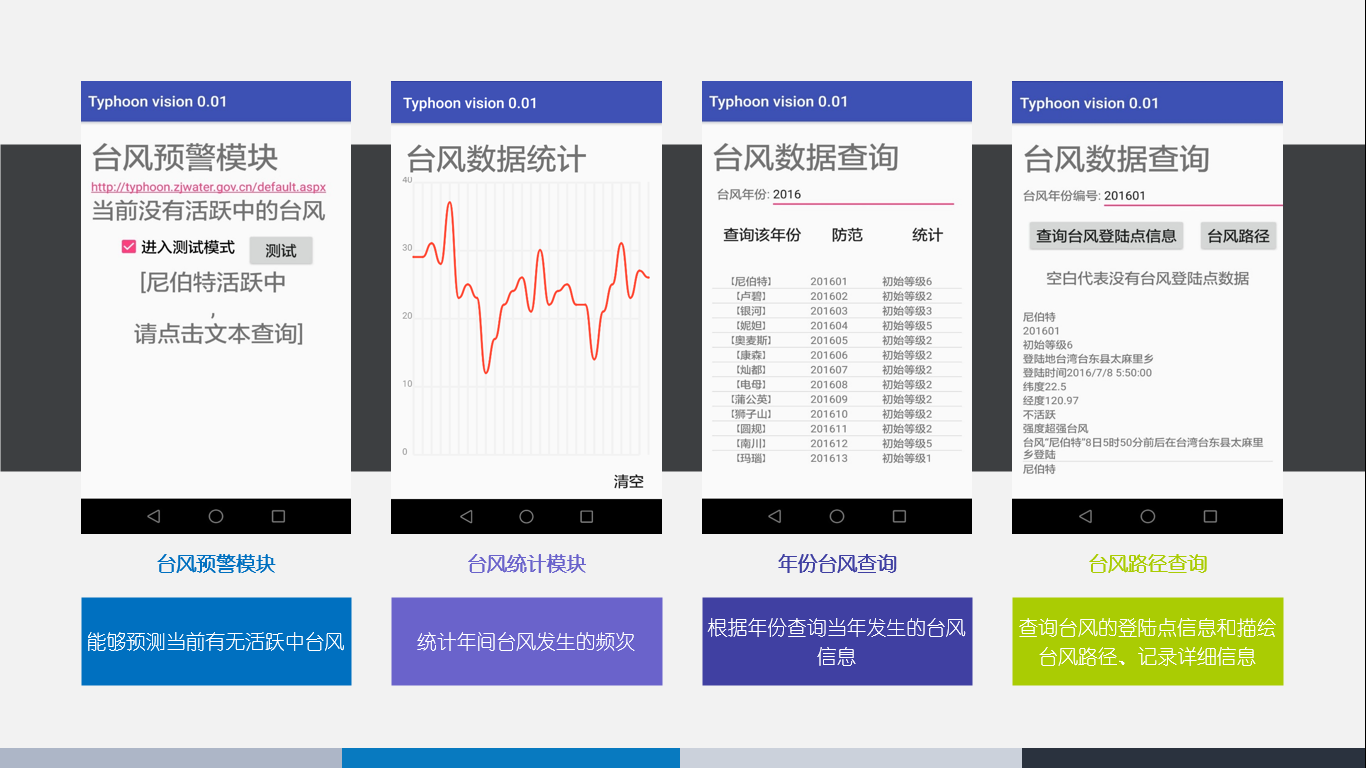 Typhoon vision 0.01
台风预警模块
http://typhoon.zjwater.gov.cn/default.aspx
当前没有活跃中的台风
进入测试模式 测试
[尼伯特活跃中
,
请点击文本查询]
台风预警模块
能够预测当前有无活跃中台风
Typhoon vision 0.01
台风数据统计
40
30
20
10
0
清空
台风统计模块
统计年间台风发生的频次
Typhoon vision 0.01
台风数据查询
台风年份: 2016
查询该年份 防范 统计
【尼伯特】 201601 初始等级6
【卢碧】 201602 初始等级2
【银河】 201603 初始等级3
【妮妲】 201604 初始等级5
【奥麦斯】 201605 初始等级2
【康森】 201606 初始等级2
【灿都】 201607 初始等级2
【电母】 201608 初始等级2
【蒲公英】 201609 初始等级2
【狮子山】 201610 初始等级2
【圆规】 201611 初始等级2
【南川】 201612 初始等级5
【玛瑙】 201613 初始等级1
年份台风查询
根据年份查询当年发生的台风
信息
Typhoon vision 0.01
台风数据查询
台风年份编号: 201601
查询台风登陆点信息 台风路径
空白代表没有台风登陆点数据
尼伯特
201601
初始等级6
登陆地台湾台东县太麻里乡
登陆时间2016/7/8 5:50:00
纬度22.5
经度120.97
不活跃
强度超强台风
台风"尼伯特"8日5时50分前后在台湾台东县太麻里
乡登陆
尼伯特
台风路径查询
查询台风的登陆点信息和描绘
台风路径、记录详细信息